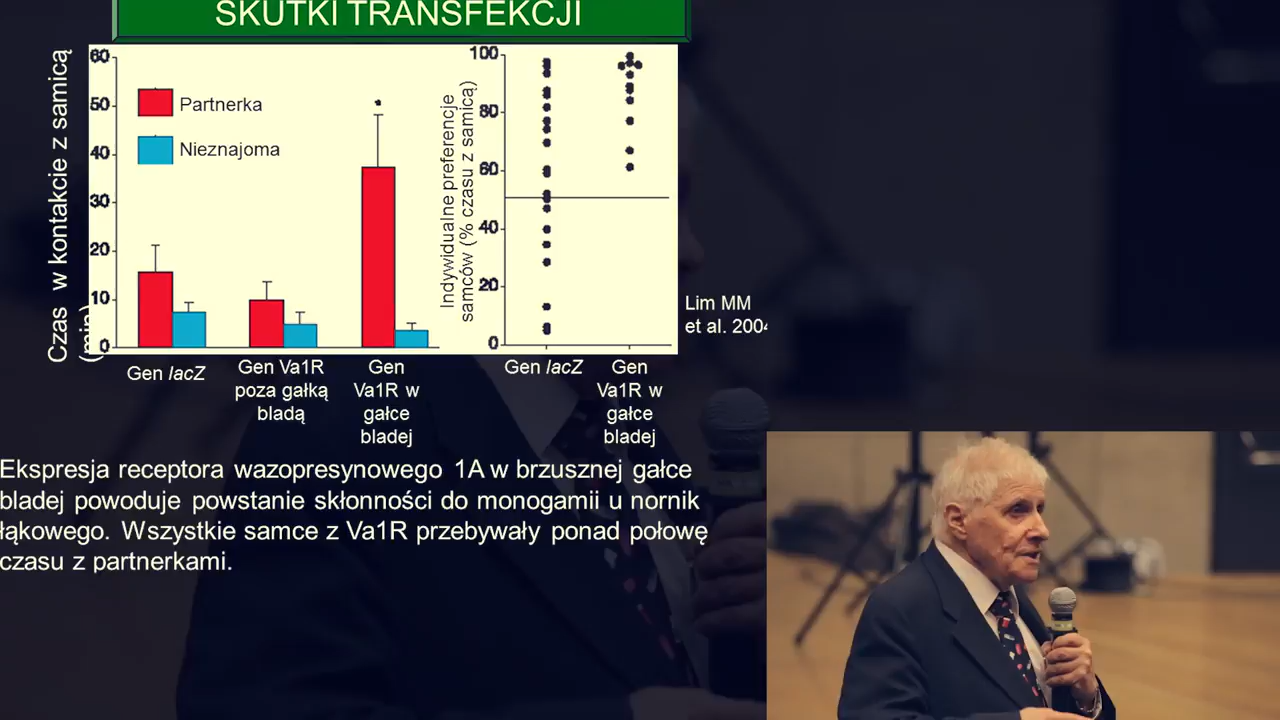 SKUTKI TRANSFEKCJI
Czas w kontakcie z samicą
(min)
60
50
40
30
20
10
0
Partnerka
Nieznajoma
Gen lacZ
Gen Va1R
poza gałką
bladą
Gen
Va1R w
gałce
bladej
Indywidualne preferencje
samców (% czasu z samicą)
100
80
60
40
20
0
Gen lacZ
Gen
Va1R w
gałce
bladej
Lim MM
et al. 2004
Ekspresja receptora wazopresynowego 1A w brzusznej gałce
bladej powoduje powstanie skłonności do monogamii u nornik
łąkowego. Wszystkie samce z Va1R przebywały ponad połowę
czasu z partnerkami.